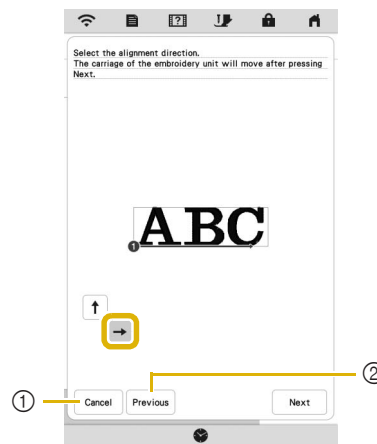 Select the alignment direction.
The carriage of the embroidery unit will move after pressing
Next.
ABC
1
↑
→
① Cancel Previous Next ②